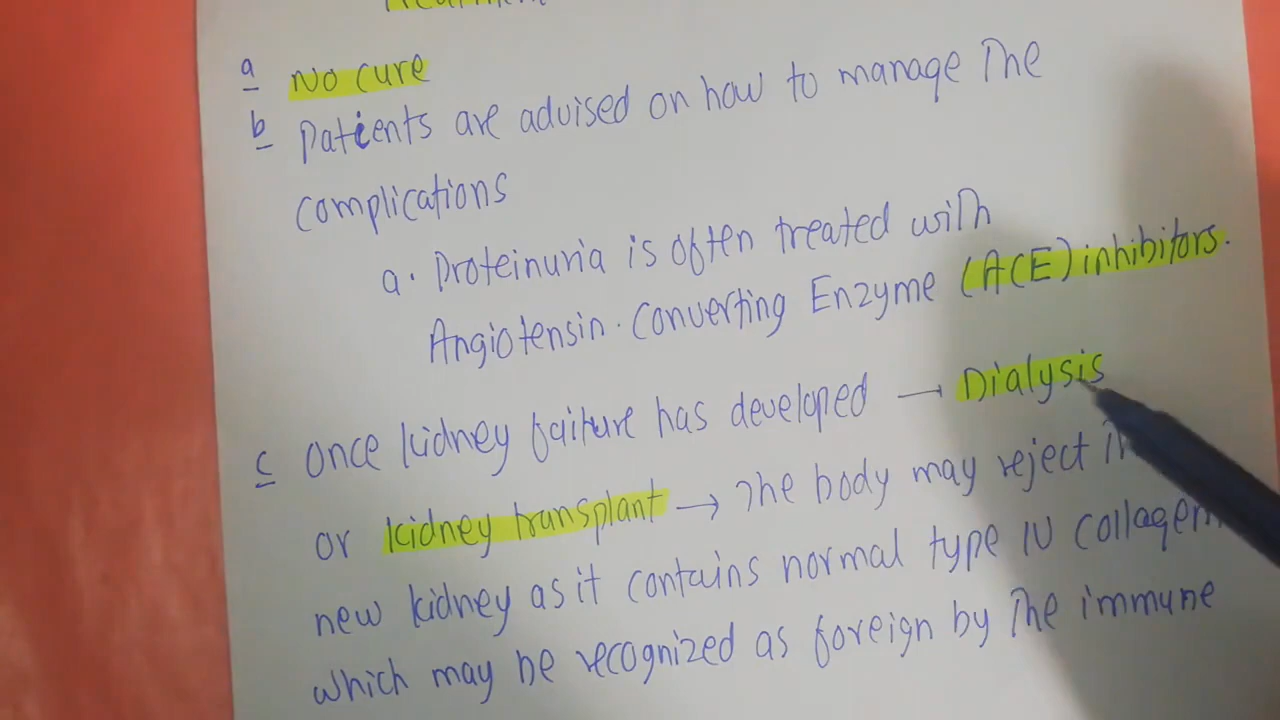 Treatment
a No cure
b Patients are advised on how to manage the
complications
a. Proteinuria is often treated with
Angiotensin. Converting Enzyme (ACE) inhibitors.
c Once kidney failure has developed → Dialysis
or kidney transplant → The body may reject
new kidney as it contains normal type IV collagen
which may be recognized as foreign by the immune